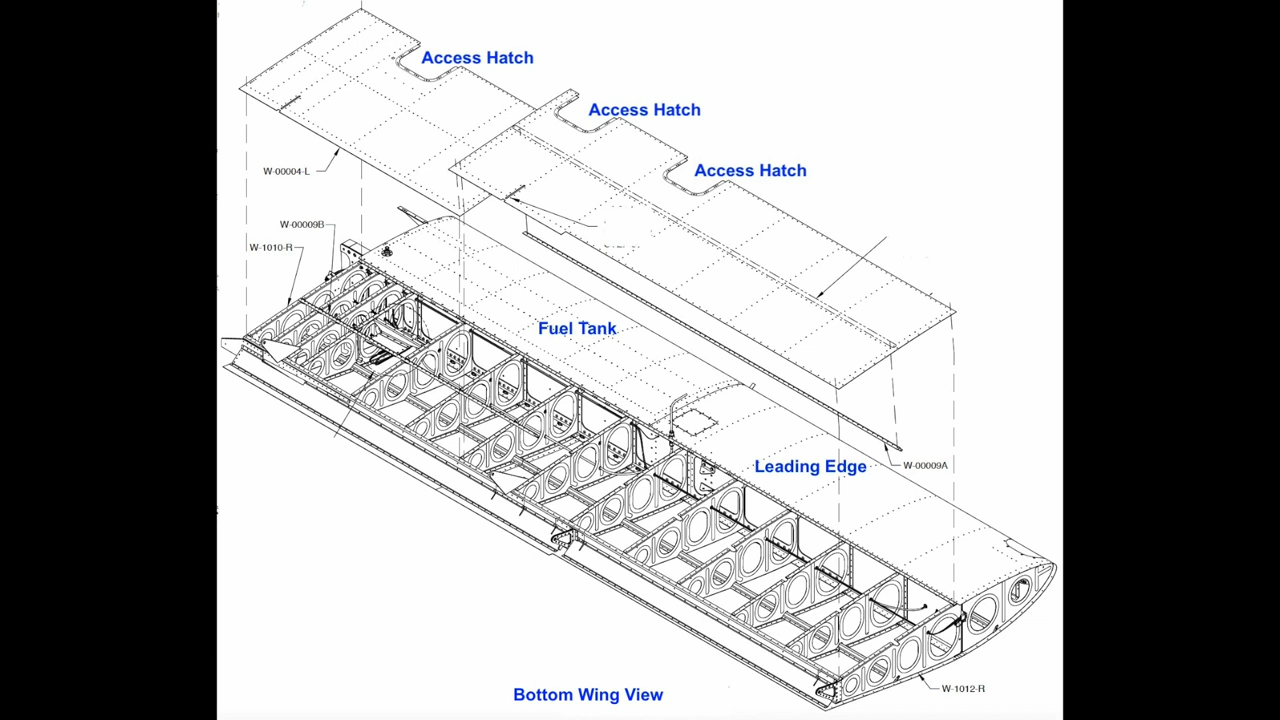 Access Hatch
Access Hatch
Access Hatch
W-00004-L
W-00009B
W-1010-R
Fuel Tank
Leading Edge
W-00009A
W-1012-R
Bottom Wing View